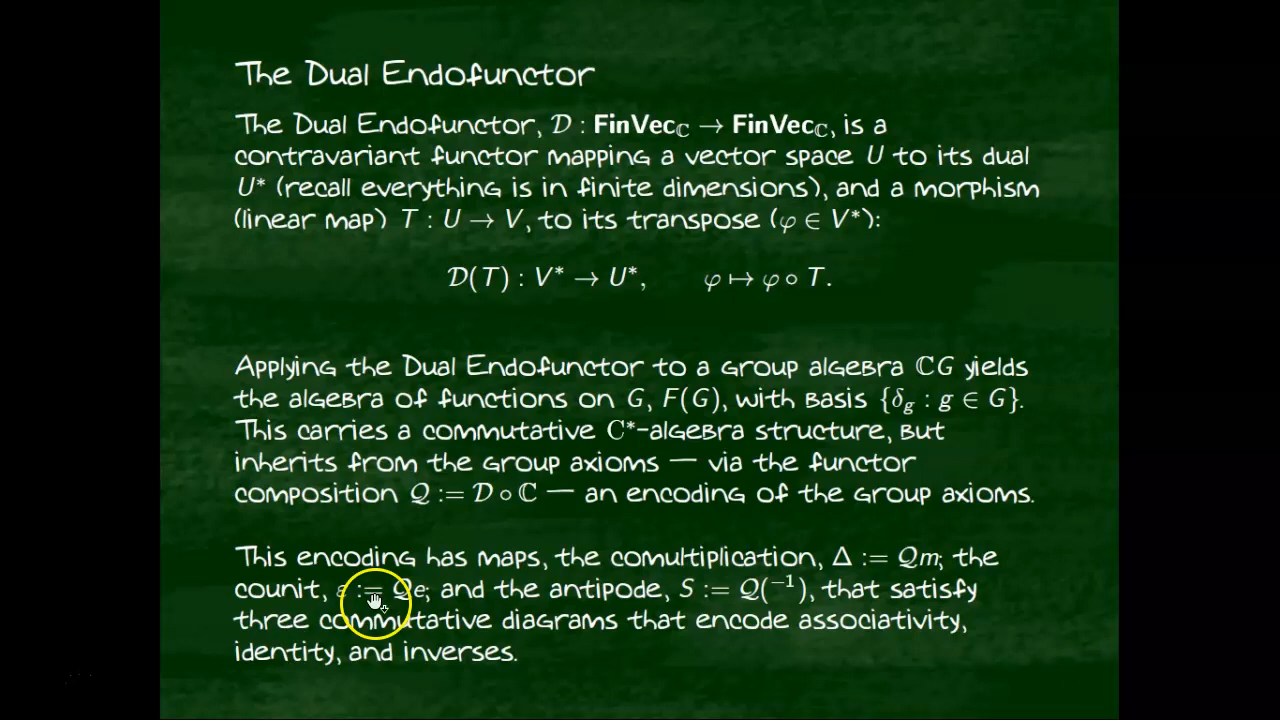 The Dual Endofunctor
The Dual Endofunctor, 𝒟 : FinVec_ℂ → FinVec_ℂ, is a
contravariant functor mapping a vector space U to its dual
U* (recall everything is in finite dimensions), and a morphism
(linear map) T : U → V, to its transpose (φ ∈ V*):
𝒟(T) : V* → U*, φ ↦ φ ∘ T.
Applying the Dual Endofunctor to a group algebra ℂG yields
the algebra of functions on G, F(G), with basis {δ_g : g ∈ G}.
This carries a commutative C*-algebra structure, but
inherits from the group axioms — via the functor
composition 𝒬 := 𝒟 ∘ ℂ — an encoding of the group axioms.
This encoding has maps, the comultiplication, Δ := 𝒬m; the
counit, ε := 𝒬e; and the antipode, S := 𝒬(⁻¹), that satisfy
three commutative diagrams that encode associativity,
identity, and inverses.